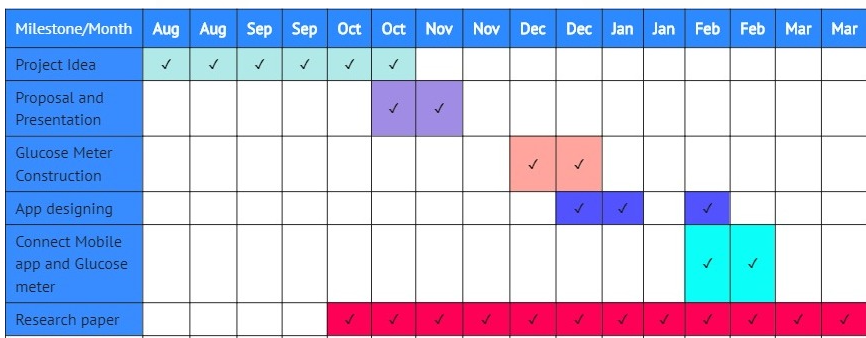 Milestone/Month Aug Aug Sep Sep Oct Oct Nov Nov Dec Dec Jan Jan Feb Feb Mar Mar
Project Idea ✓ ✓ ✓ ✓ ✓ ✓
Proposal and
Presentation ✓ ✓
Glucose Meter
Construction ✓ ✓
App designing ✓ ✓ ✓
Connect Mobile
app and Glucose ✓ ✓
meter
Research paper ✓ ✓ ✓ ✓ ✓ ✓ ✓ ✓ ✓ ✓ ✓ ✓